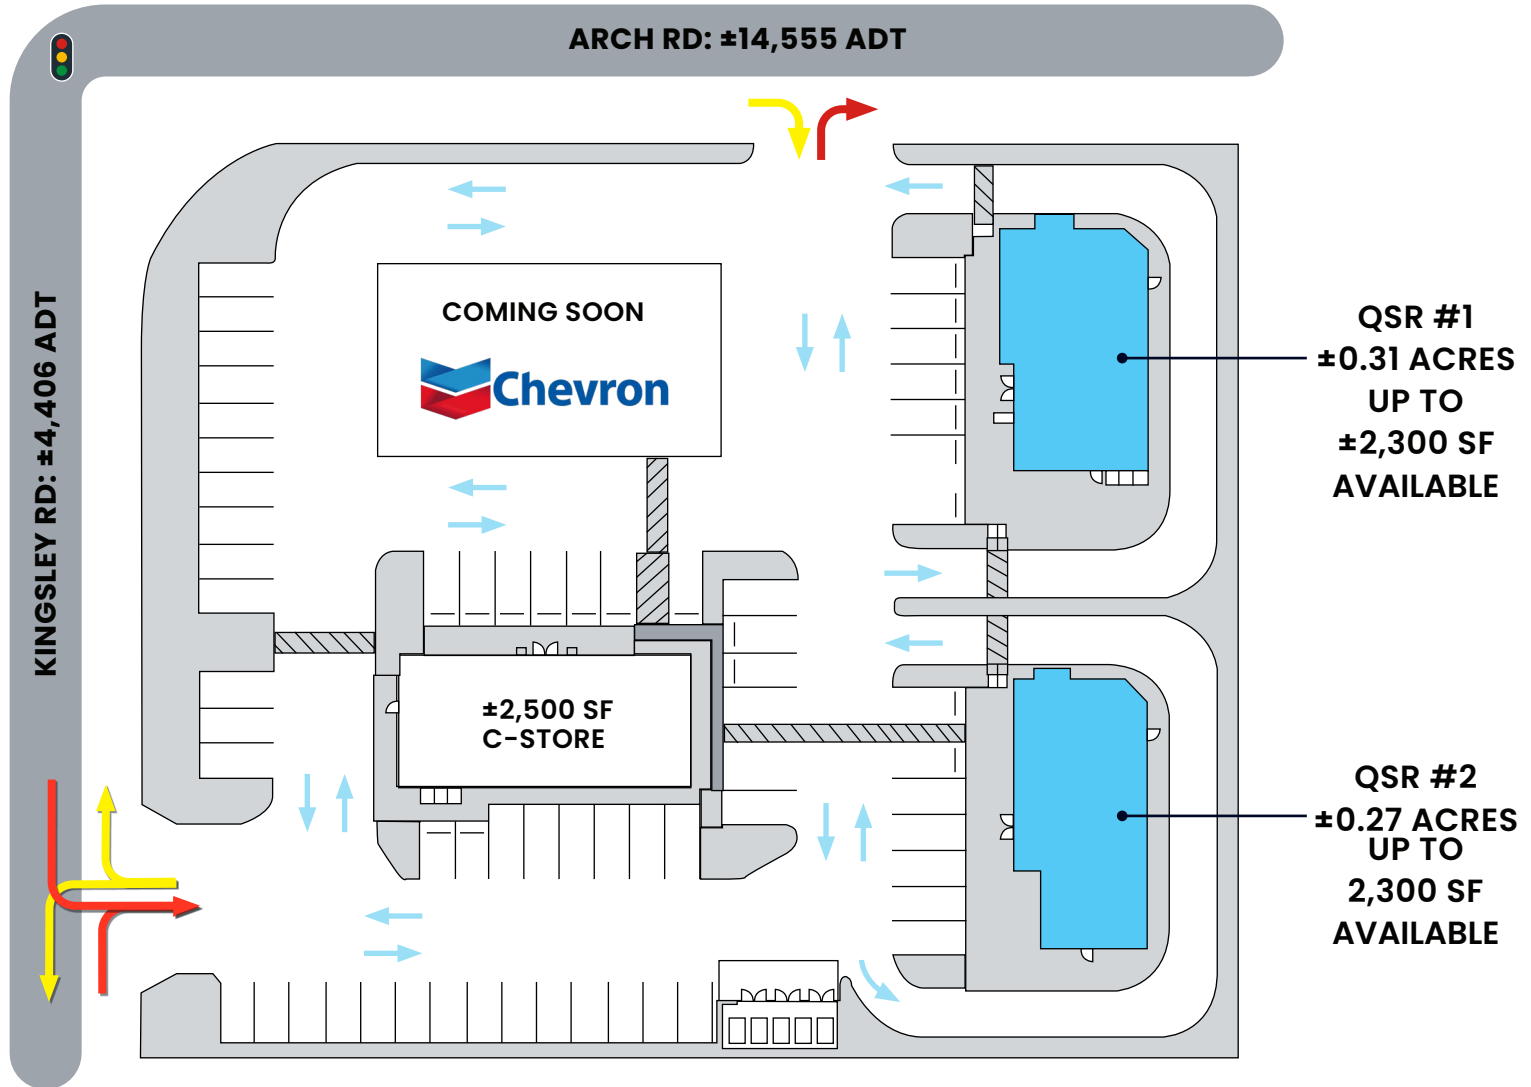 ARCH RD: ±14,555 ADT
KINGSLEY RD: ±4,406 ADT
COMING SOON
Chevron
±2,500 SF
C-STORE
QSR #1
±0.31 ACRES
UP TO
±2,300 SF
AVAILABLE
QSR #2
±0.27 ACRES
UP TO
2,300 SF
AVAILABLE